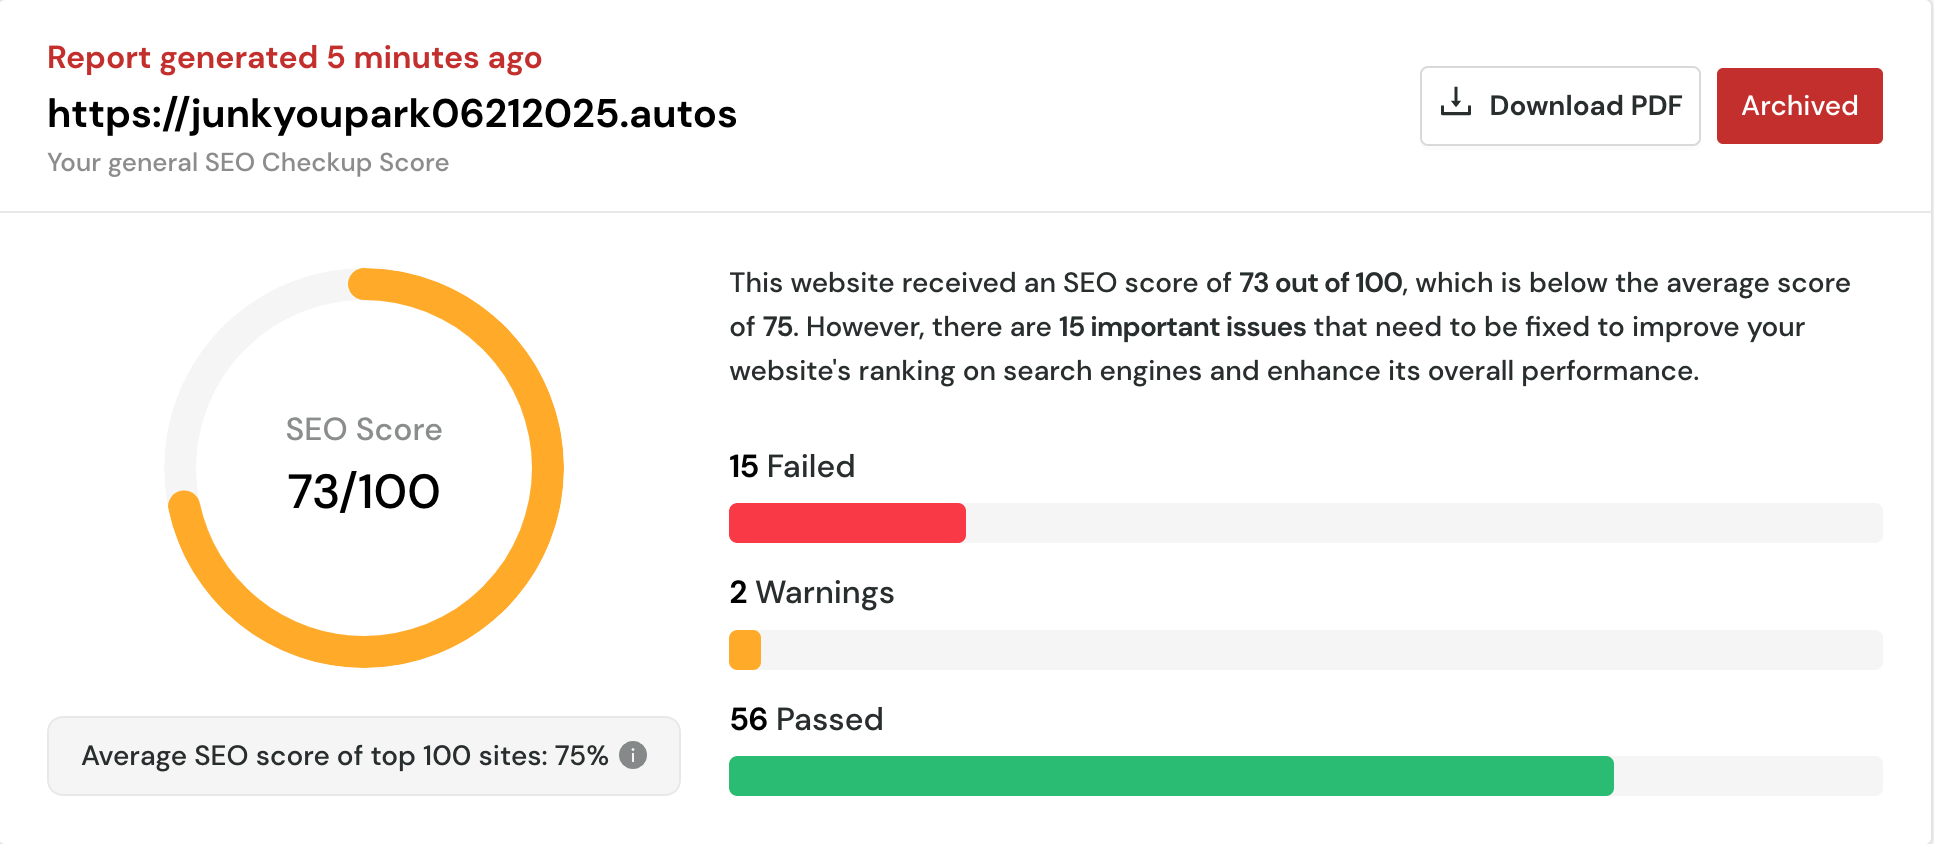 Report generated 5 minutes ago
https://junkyoupark06212025.autos
Your general SEO Checkup Score
Download PDF
Archived
SEO Score
73/100
Average SEO score of top 100 sites: 75% i
This website received an SEO score of 73 out of 100, which is below the average score
of 75. However, there are 15 important issues that need to be fixed to improve your
website's ranking on search engines and enhance its overall performance.
15 Failed
2 Warnings
56 Passed